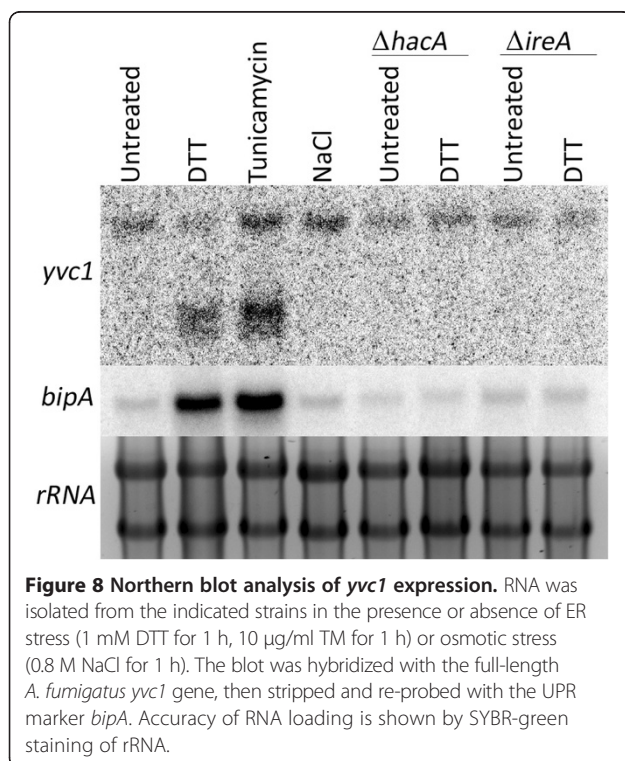 ΔhacA ΔireA
Untreated DTT Tunicamycin NaCl Untreated DTT Untreated DTT
yvc1
bipA
rRNA
Figure 8 Northern blot analysis of yvc1 expression. RNA was
isolated from the indicated strains in the presence or absence of ER
stress (1 mM DTT for 1 h, 10 μg/ml TM for 1 h) or osmotic stress
(0.8 M NaCl for 1 h). The blot was hybridized with the full-length
A. fumigatus yvc1 gene, then stripped and re-probed with the UPR
marker bipA. Accuracy of RNA loading is shown by SYBR-green
staining of rRNA.